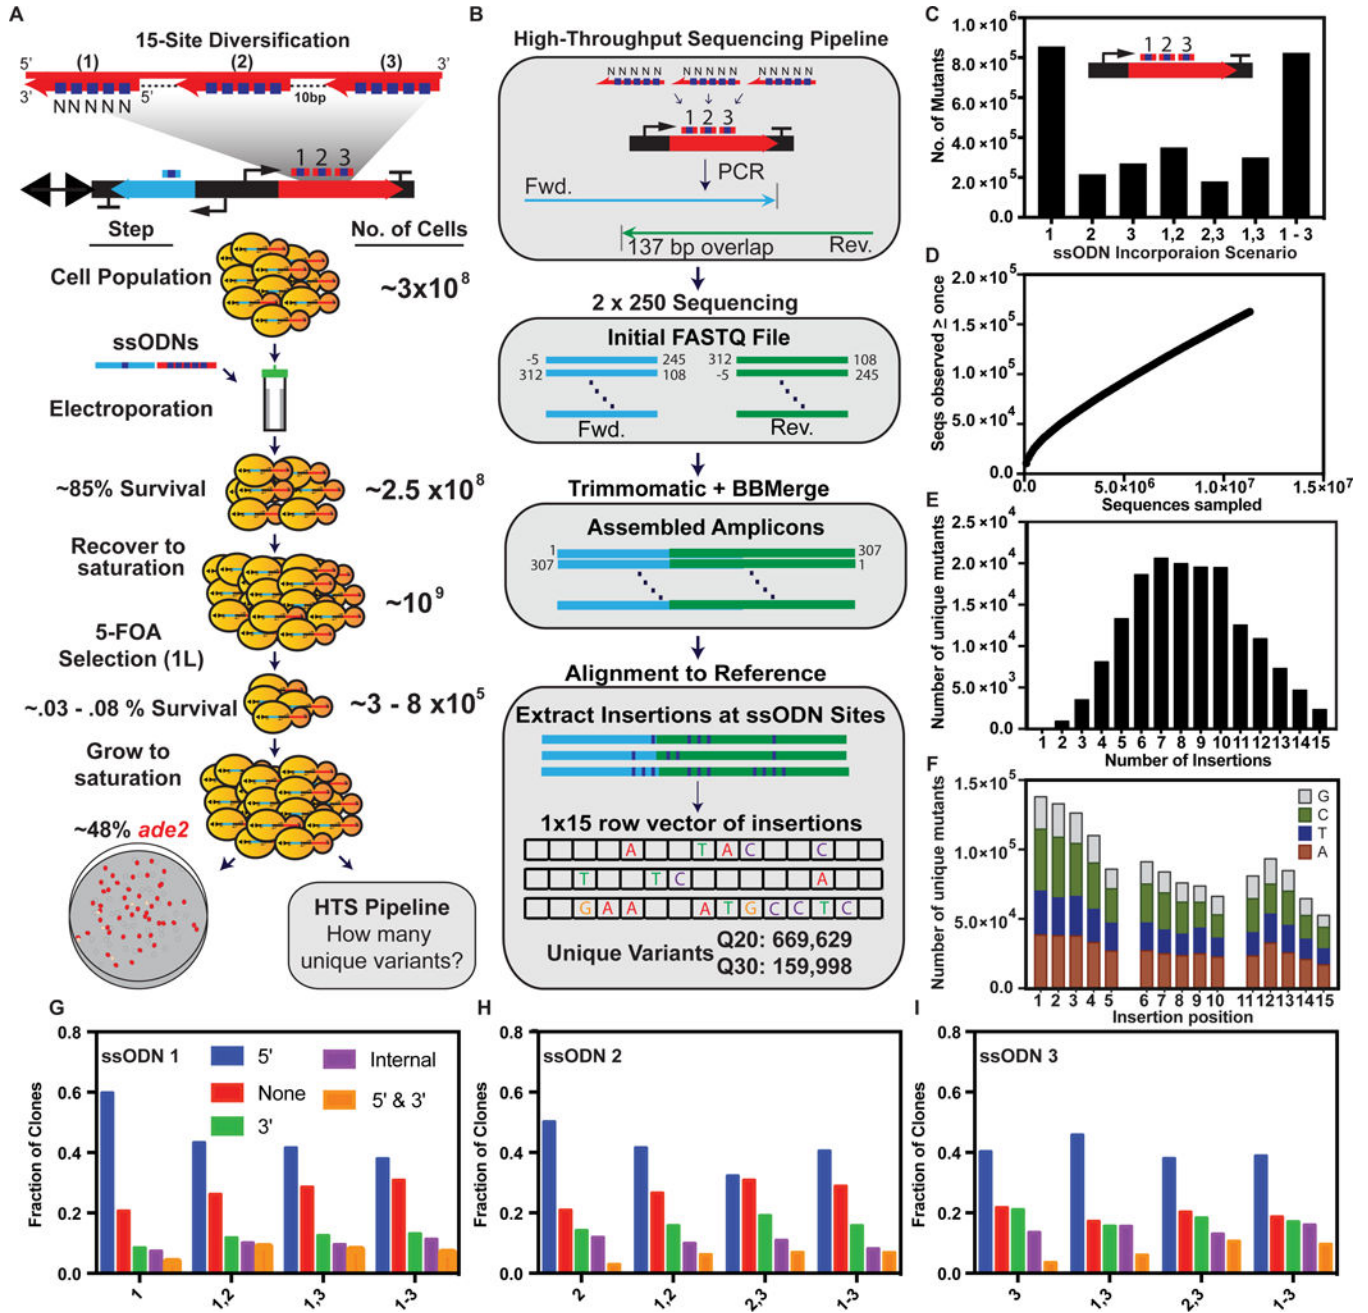 A
15-Site Diversification
5' (1) (2) (3) 3'
3' 5' 10bp
NNNNN
1 2 3
Step No. of Cells
Cell Population ~3x10⁸
ssODNs
Electroporation
~85% Survival ~2.5 x10⁸
Recover to
saturation
~10⁹
5-FOA
Selection (1L)
~.03 - .08 % Survival ~3 - 8 x10⁵
Grow to
saturation
~48% ade2
HTS Pipeline
How many
unique variants?
B
High-Throughput Sequencing Pipeline
NNNNN NNNNN NNNNN
1 2 3
PCR
Fwd.
137 bp overlap Rev.
2 x 250 Sequencing
Initial FASTQ File
-5 245 312 108
312 108 -5 245
Fwd. Rev.
Trimmomatic + BBMerge
Assembled Amplicons
1 307
307 1
Alignment to Reference
Extract Insertions at ssODN Sites
1x15 row vector of insertions
A T A C C
T T C A
G A A A T G C C T C
Unique Variants Q20: 669,629
Q30: 159,998
C
No. of Mutants
1.0×10⁶
8.0×10⁵
6.0×10⁵
4.0×10⁵
2.0×10⁵
0.0
1 2 3
1 2 3 1,2 2,3 1,3 1 - 3
ssODN Incorporaion Scenario
D
Seqs observed ≥ once
2.0×10⁵
1.5×10⁵
1.0×10⁵
5.0×10⁴
0.0
5.0×10⁶ 1.0×10⁷ 1.5×10⁷
Sequences sampled
E
Number of unique mutants
2.5×10⁴
2.0×10⁴
1.5×10⁴
1.0×10⁴
5.0×10³
0.0
1 2 3 4 5 6 7 8 9 10 11 12 13 14 15
Number of Insertions
F
Number of unique mutants
1.5×10⁵
1.0×10⁵
5.0×10⁴
0.0
G
C
T
A
1 2 3 4 5 6 7 8 9 10 11 12 13 14 15
Insertion position
G
ssODN 1
Fraction of Clones
0.8
0.6
0.4
0.2
0.0
5'
None
3'
Internal
5' & 3'
1 1,2 1,3 1-3
H
ssODN 2
Fraction of Clones
0.8
0.6
0.4
0.2
0.0
2 1,2 2,3 1-3
I
ssODN 3
Fraction of Clones
0.8
0.6
0.4
0.2
0.0
3 1,3 2,3 1-3